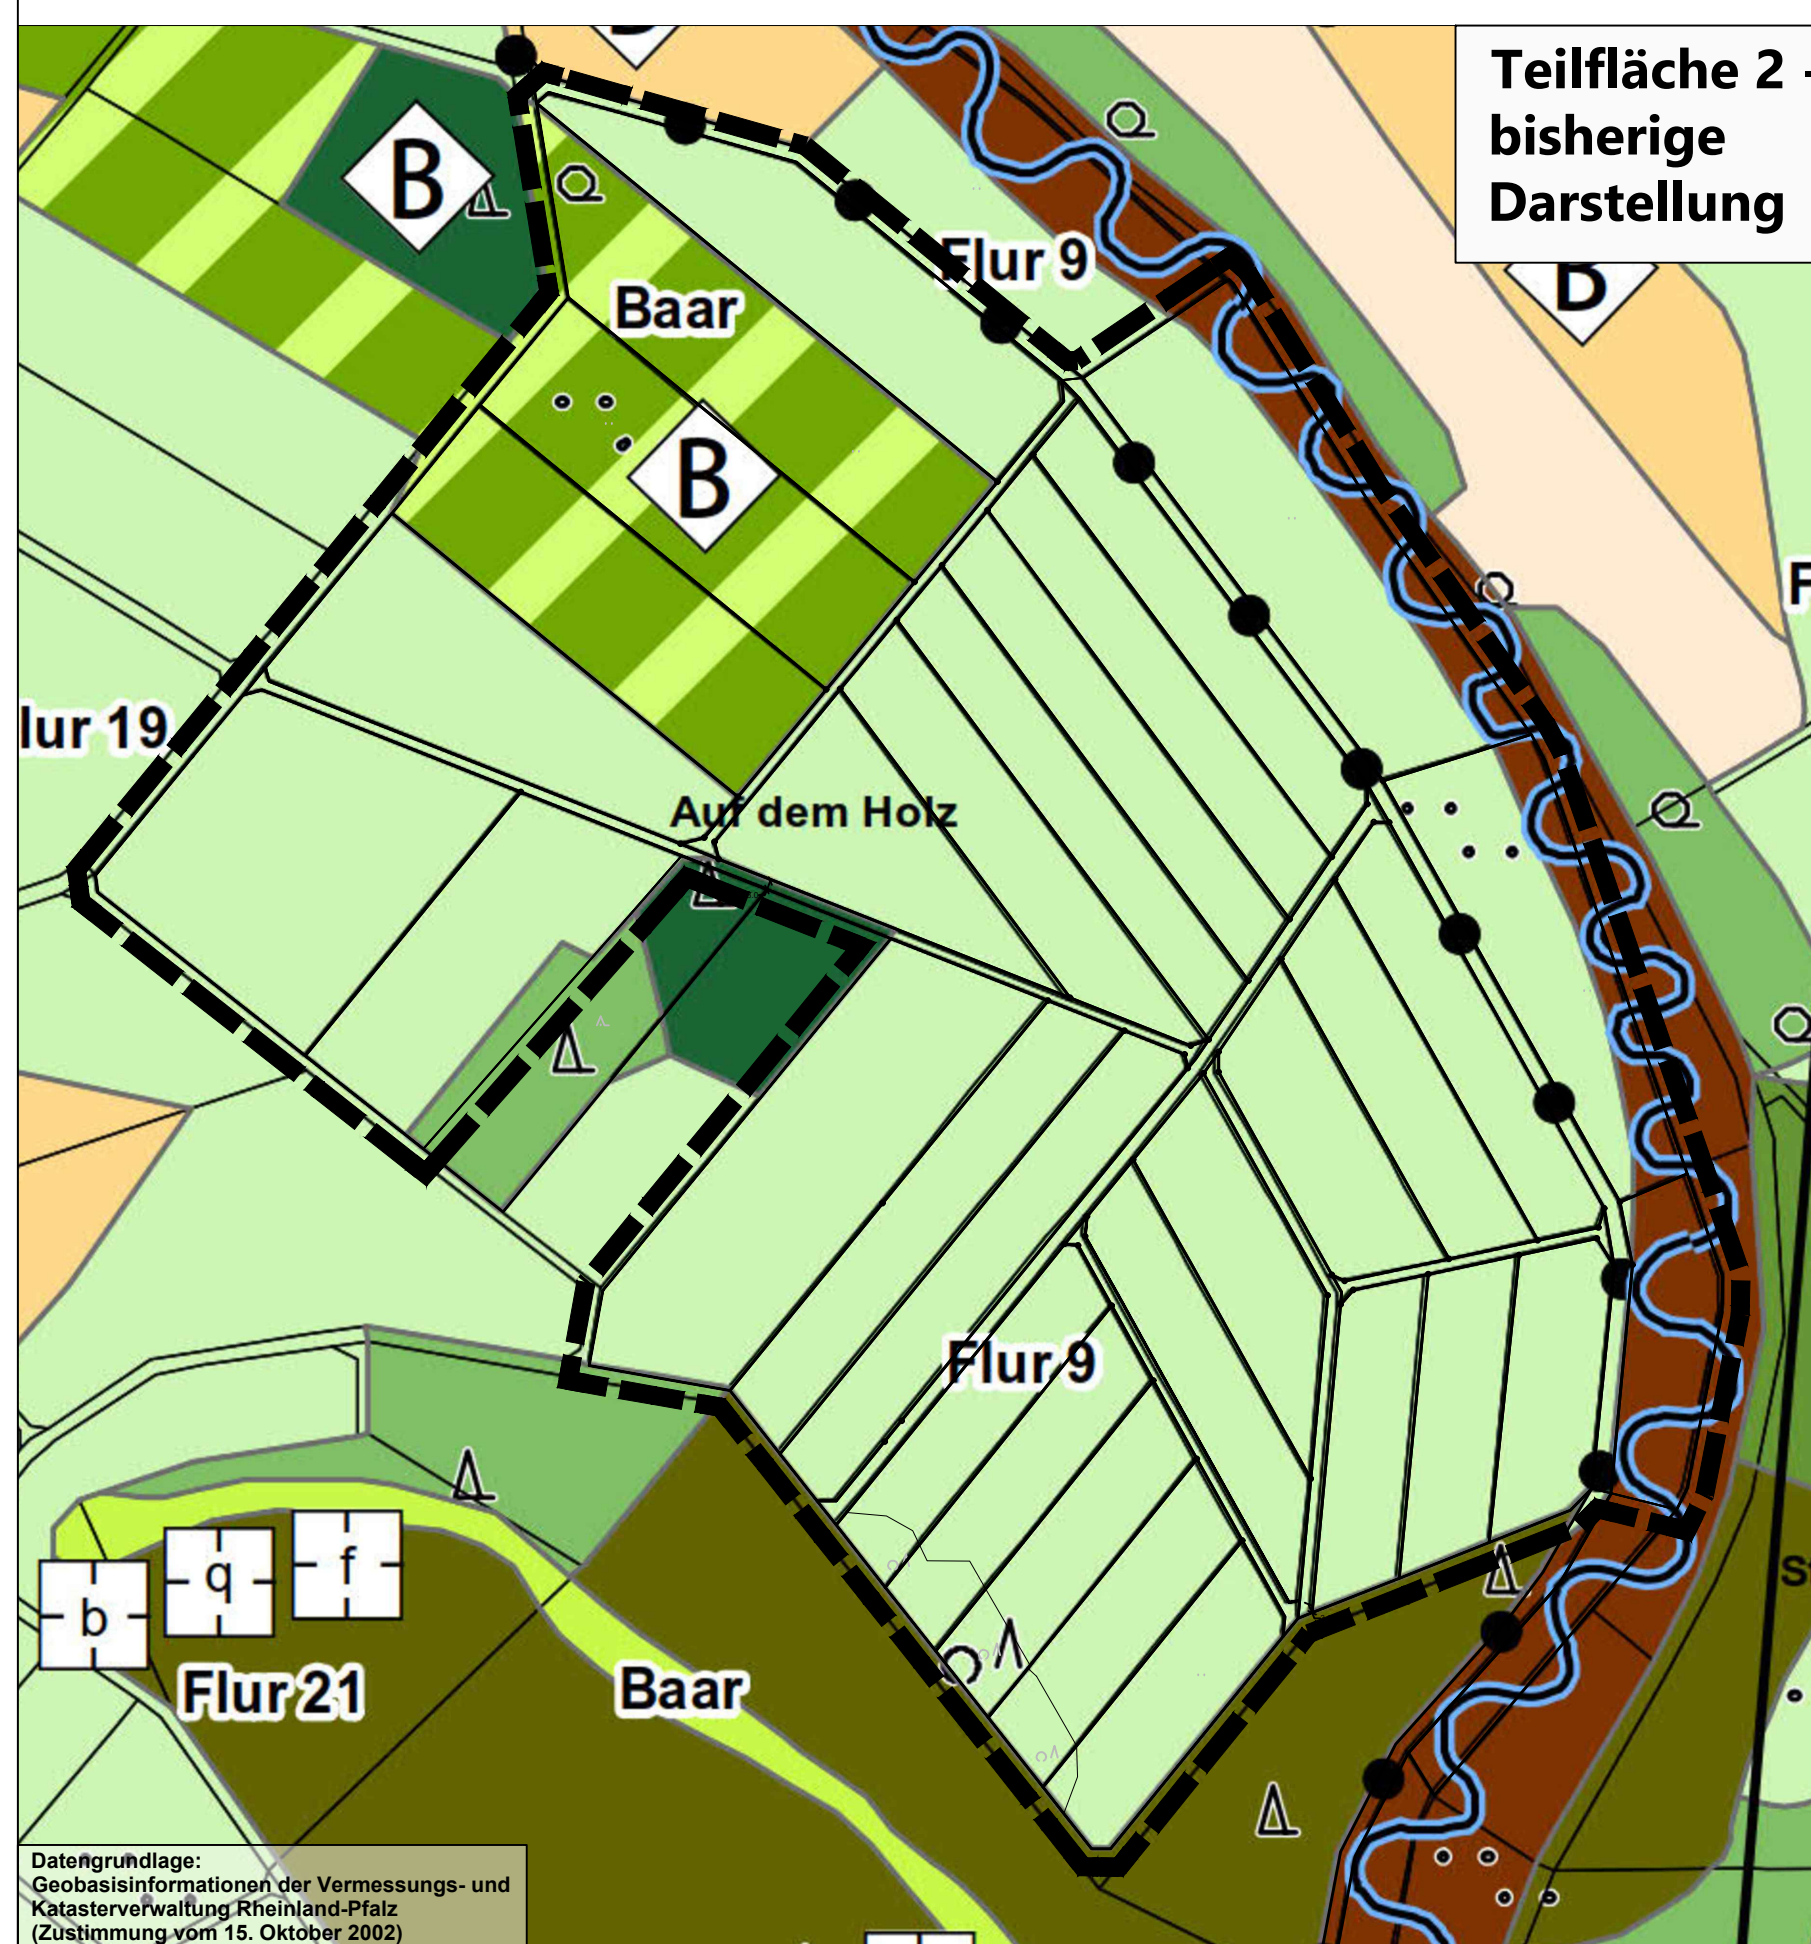 Teilfläche 2 -
bisherige
Darstellung
B
B
Flur 9
Baar
B
B
F
lur 19
Auf dem Holz
Flur 9
b
q
f
Flur 21
Baar
St
Datengrundlage:
Geobasisinformationen der Vermessungs- und
Katasterverwaltung Rheinland-Pfalz
(Zustimmung vom 15. Oktober 2002)